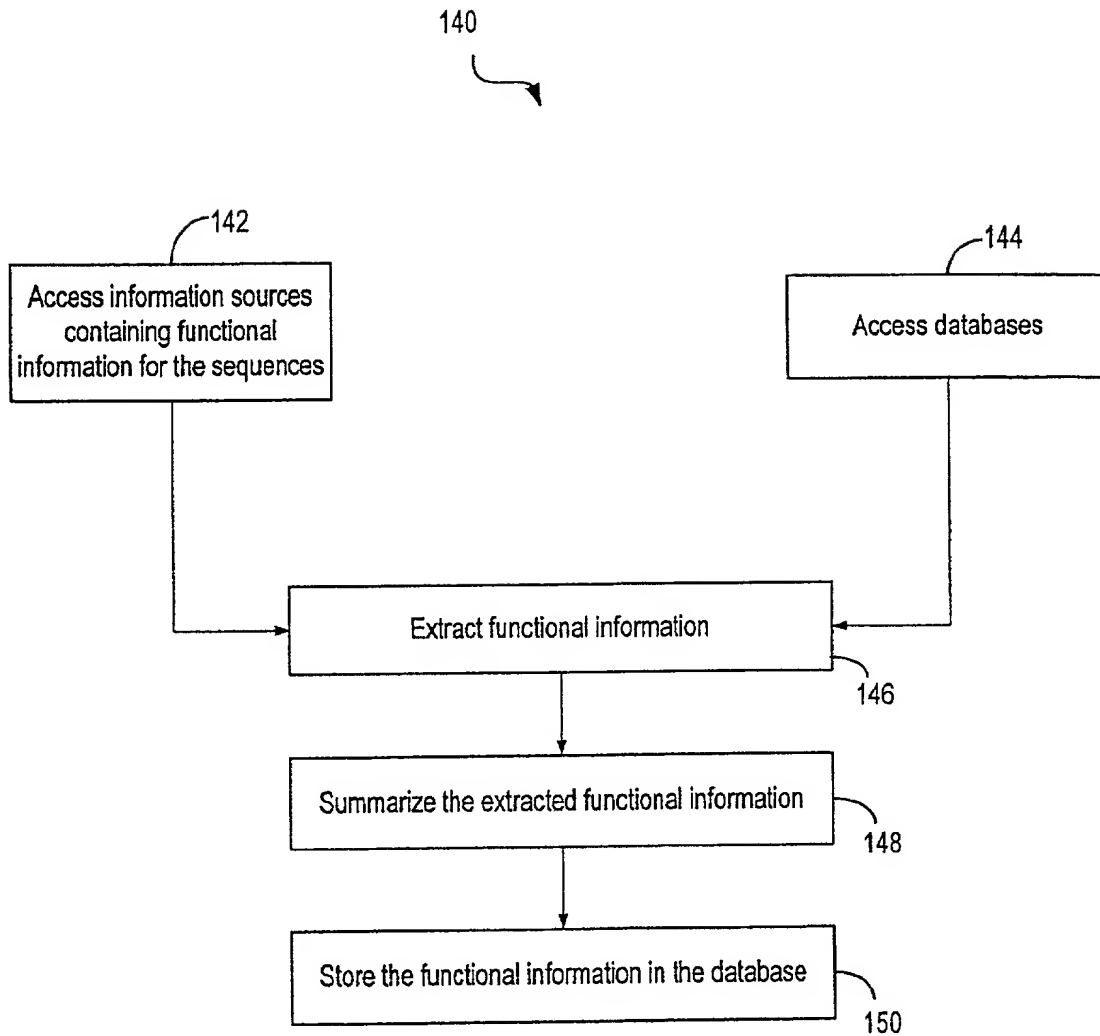 140
142
Access information sources
containing functional
information for the sequences
144
Access databases
Extract functional information
146
Summarize the extracted functional information
148
Store the functional information in the database
150